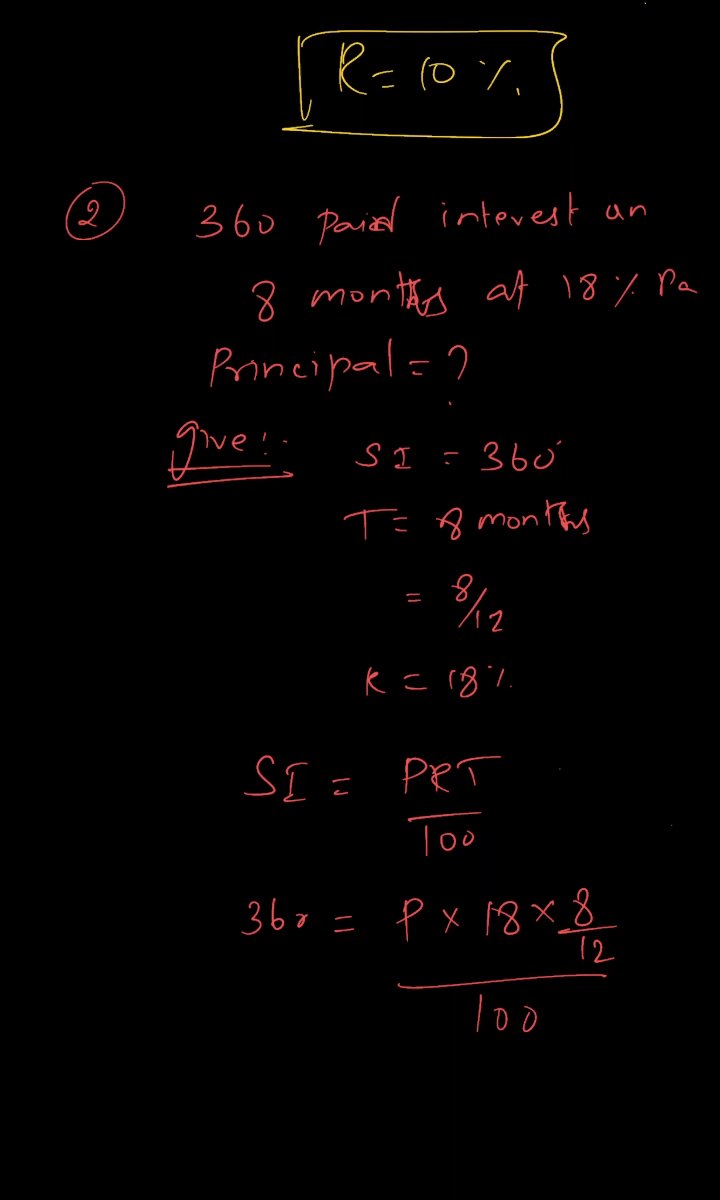 R = 10 %.
② 360 paid interest an
8 months at 18 % Pa
Principal = ?
give :-
SI = 360
T = 8 months
= 8/12
R = 18 %.
SI = PRT
100
360 = P × 18 × 8
12
100